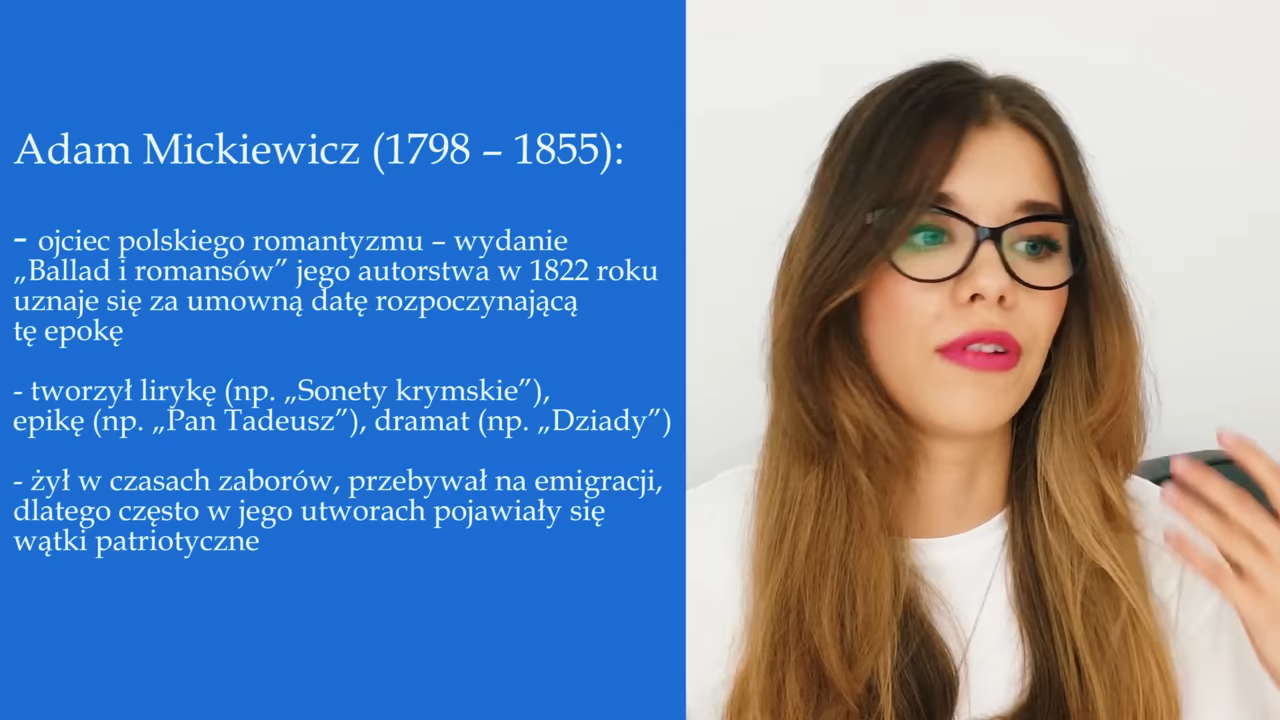 Adam Mickiewicz (1798 – 1855):
- ojciec polskiego romantyzmu – wydanie
„Ballad i romansów” jego autorstwa w 1822 roku
uznaje się za umowną datę rozpoczynającą
tę epokę
- tworzył lirykę (np. „Sonety krymskie”),
epikę (np. „Pan Tadeusz”), dramat (np. „Dziady”)
- żył w czasach zaborów, przebywał na emigracji,
dlatego często w jego utworach pojawiały się
wątki patriotyczne